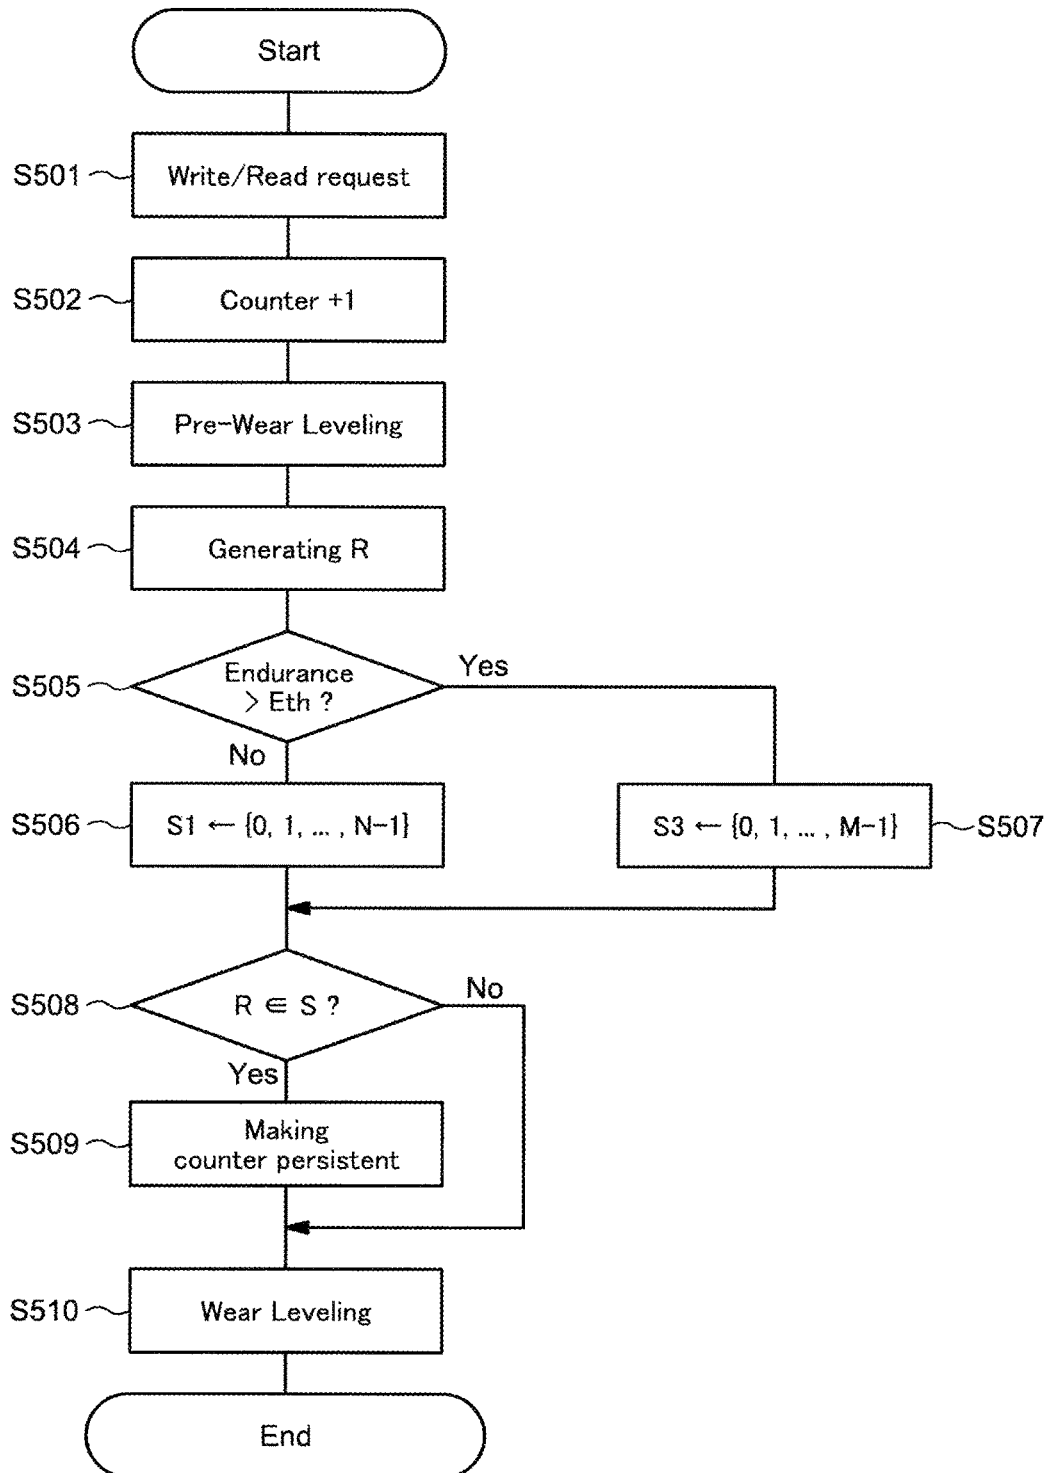 Start
S501
Write/Read request
S502
Counter +1
S503
Pre-Wear Leveling
S504
Generating R
S505
Endurance
> Eth ?
Yes
No
S506
S1 ← {0, 1, ... , N-1}
S3 ← {0, 1, ... , M-1}
S507
S508
R ∈ S ?
No
Yes
S509
Making
counter persistent
S510
Wear Leveling
End